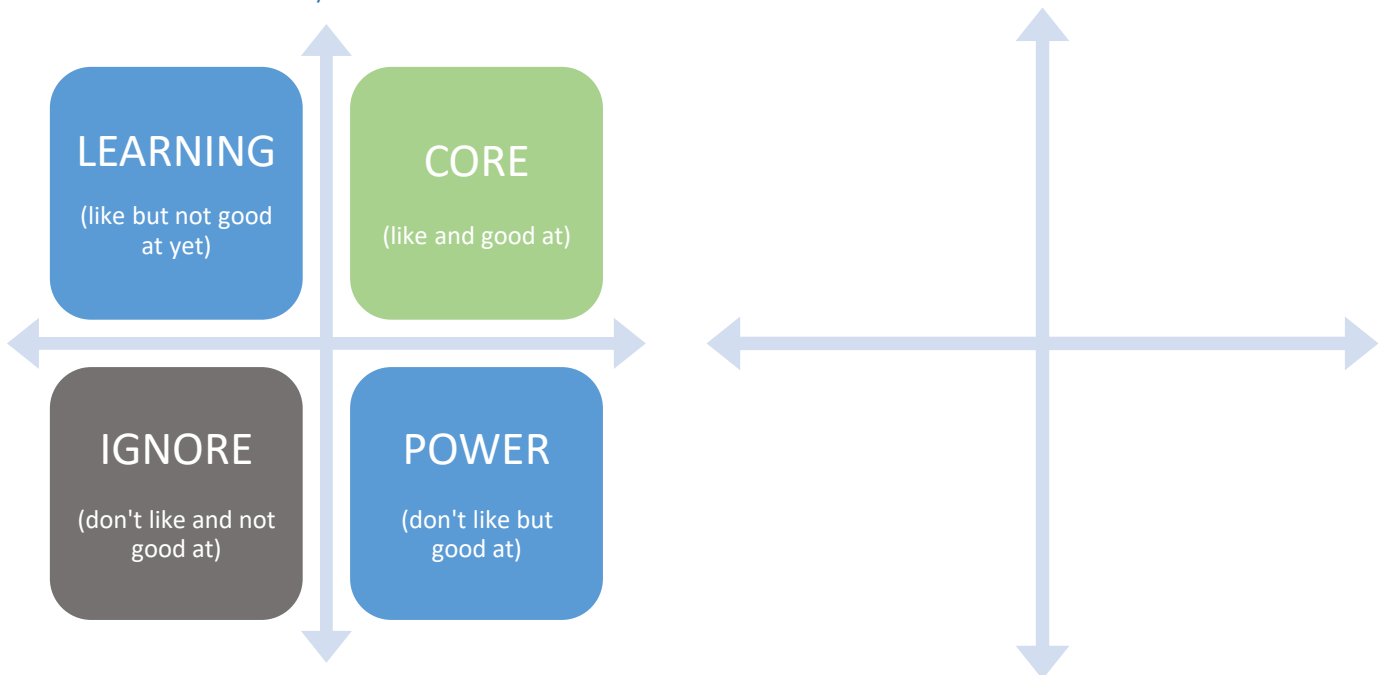 LEARNING
(like but not good
at yet)
CORE
(like and good at)
IGNORE
(don't like and not
good at)
POWER
(don't like but
good at)